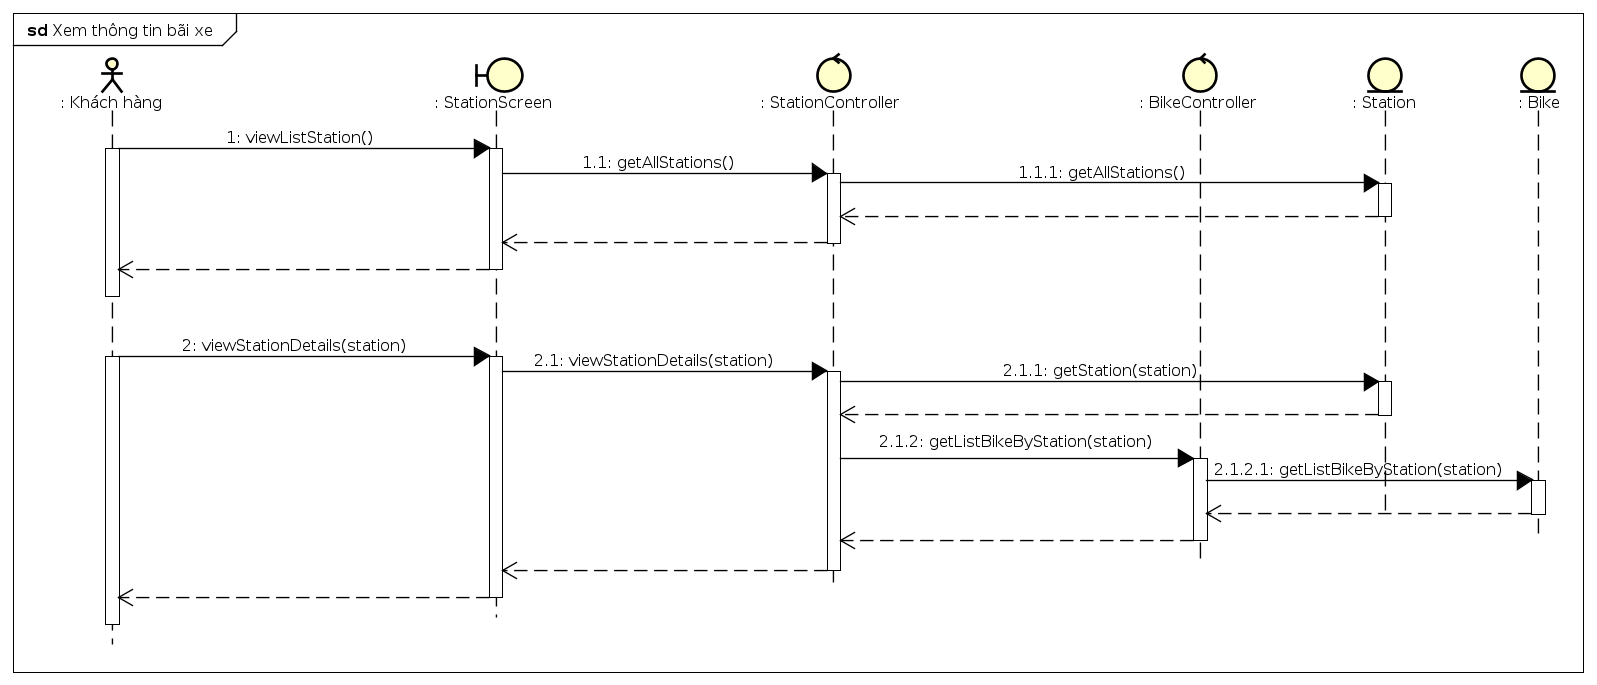 sd Xem thông tin bãi xe
: Khách hàng
: StationScreen
: StationController
: BikeController
: Station
: Bike
1: viewListStation()
1.1: getAllStations()
1.1.1: getAllStations()
2: viewStationDetails(station)
2.1: viewStationDetails(station)
2.1.1: getStation(station)
2.1.2: getListBikeByStation(station)
2.1.2.1: getListBikeByStation(station)